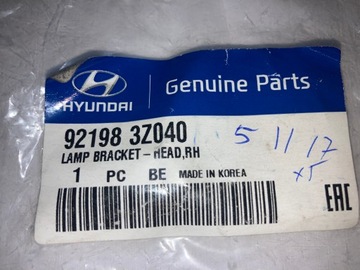 HYUNDAI
Genuine Parts
92198 3Z040
5 11 17
x5
LAMP BRACKET-HEAD,RH
1 PC BE MADE IN KOREA
EAC